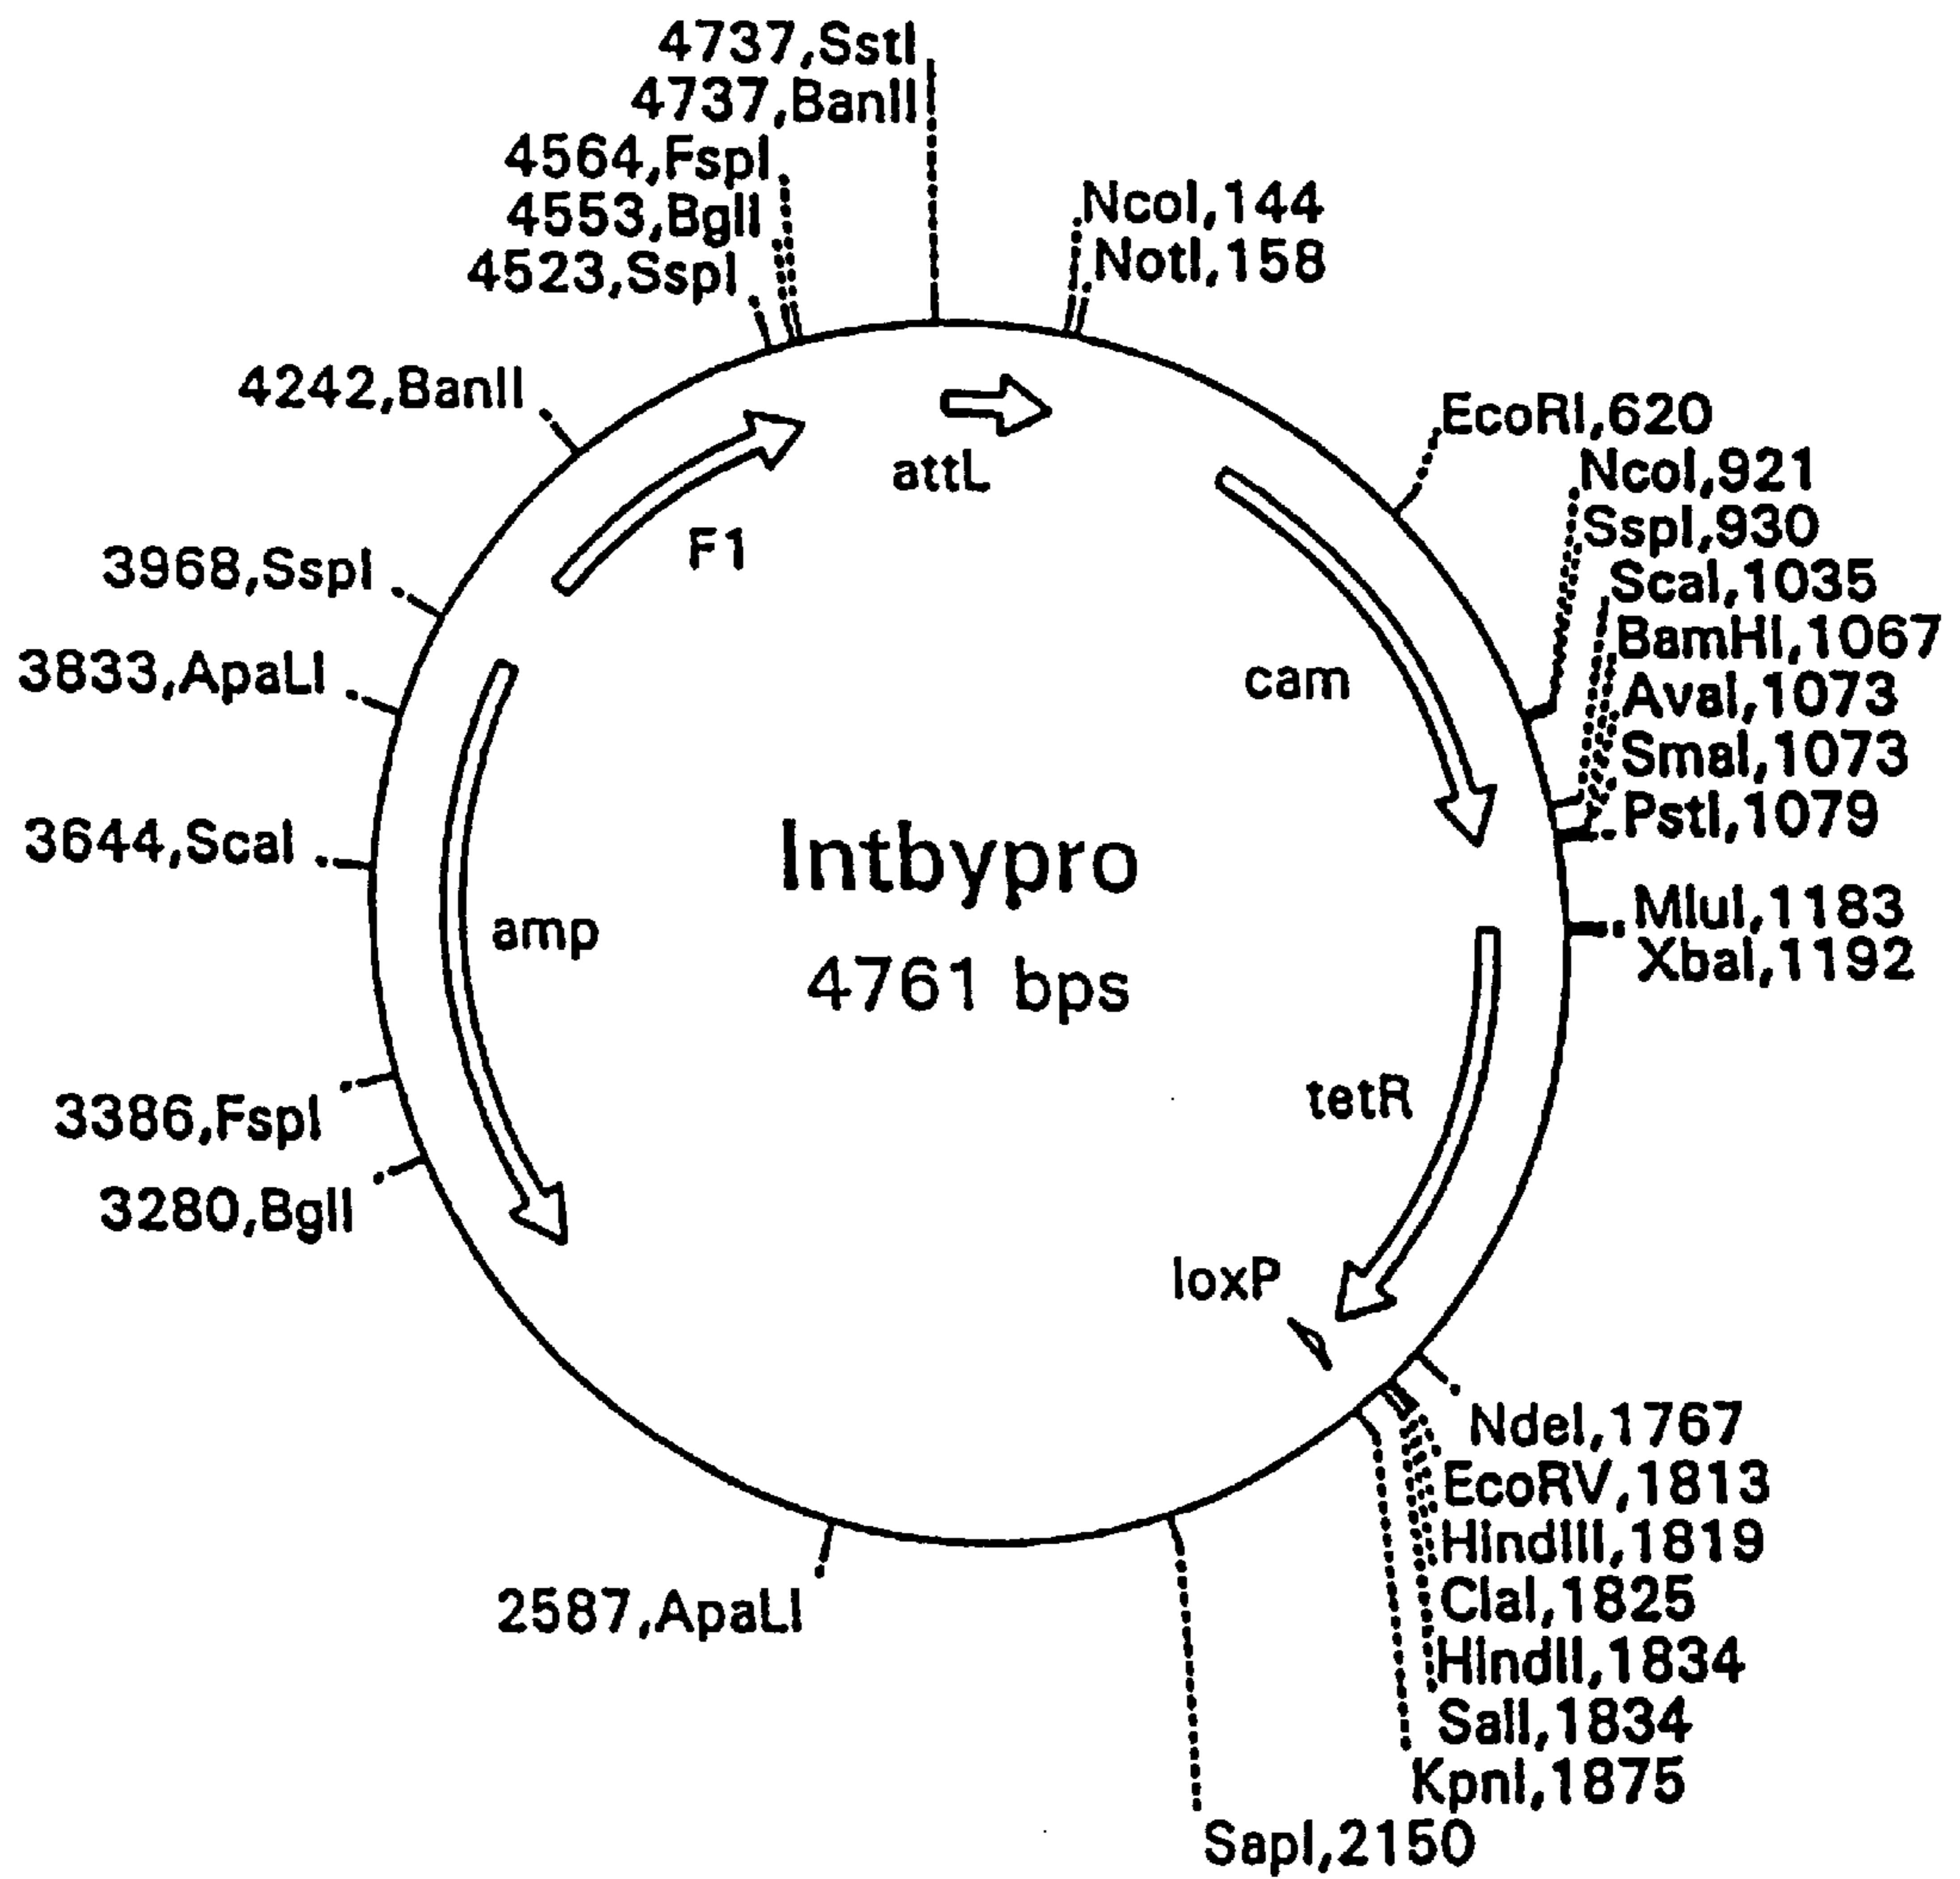 4737,SstI
4737,BanII
4564,FspI
4553,BglI
4523,SspI
NcoI,144
NotI,158
4242,BanII
EcoRI,620
NcoI,921
SspI,930
ScaI,1035
BamHI,1067
AvaI,1073
SmaI,1073
PstI,1079
attL
F1
3968,SspI
3833,ApaLI
cam
3644,ScaI
Intbypro
4761 bps
amp
MluI,1183
XbaI,1192
tetR
3386,FspI
3280,BglI
loxP
NdeI,1767
EcoRV,1813
HindIII,1819
ClaI,1825
HindII,1834
SalI,1834
KpnI,1875
2587,ApaLI
SapI,2150